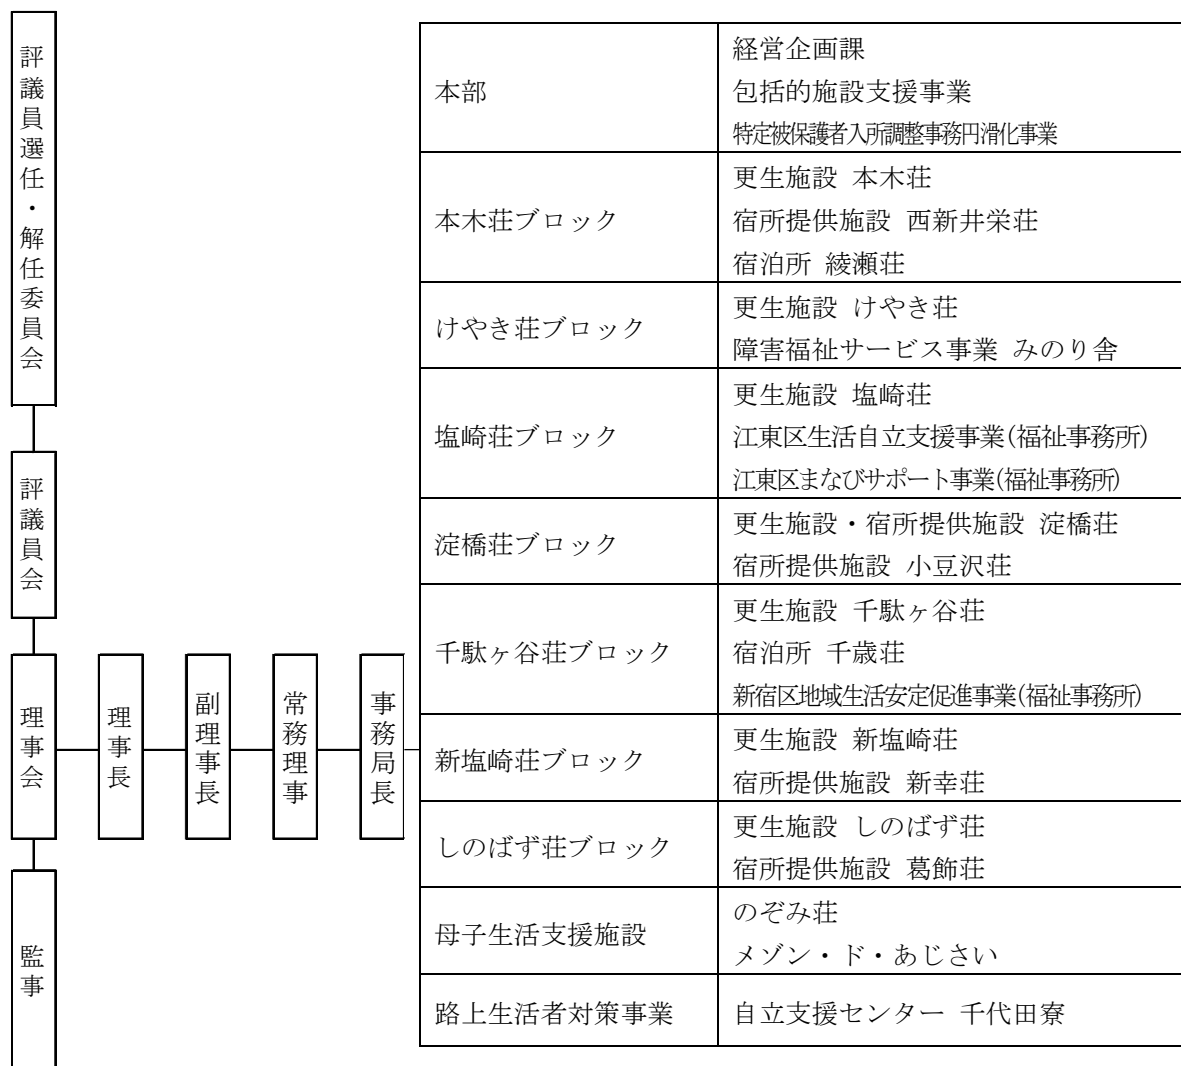 評議員選任・解任委員会
評議員会
理事会
理事長
副理事長
常務理事
事務局長
監事
本部
経営企画課
包括的施設支援事業
特定被保護者入所調整事務円滑化事業
本木荘ブロック
更生施設 本木荘
宿所提供施設 西新井栄荘
宿泊所 綾瀬荘
けやき荘ブロック
更生施設 けやき荘
障害福祉サービス事業 みのり舎
塩崎荘ブロック
更生施設 塩崎荘
江東区生活自立支援事業(福祉事務所)
江東区まなびサポート事業(福祉事務所)
淀橋荘ブロック
更生施設・宿所提供施設 淀橋荘
宿所提供施設 小豆沢荘
千駄ヶ谷荘ブロック
更生施設 千駄ヶ谷荘
宿泊所 千歳荘
新宿区地域生活安定促進事業(福祉事務所)
新塩崎荘ブロック
更生施設 新塩崎荘
宿所提供施設 新幸荘
しのばず荘ブロック
更生施設 しのばず荘
宿所提供施設 葛飾荘
母子生活支援施設
のぞみ荘
メゾン・ド・あじさい
路上生活者対策事業
自立支援センター 千代田寮